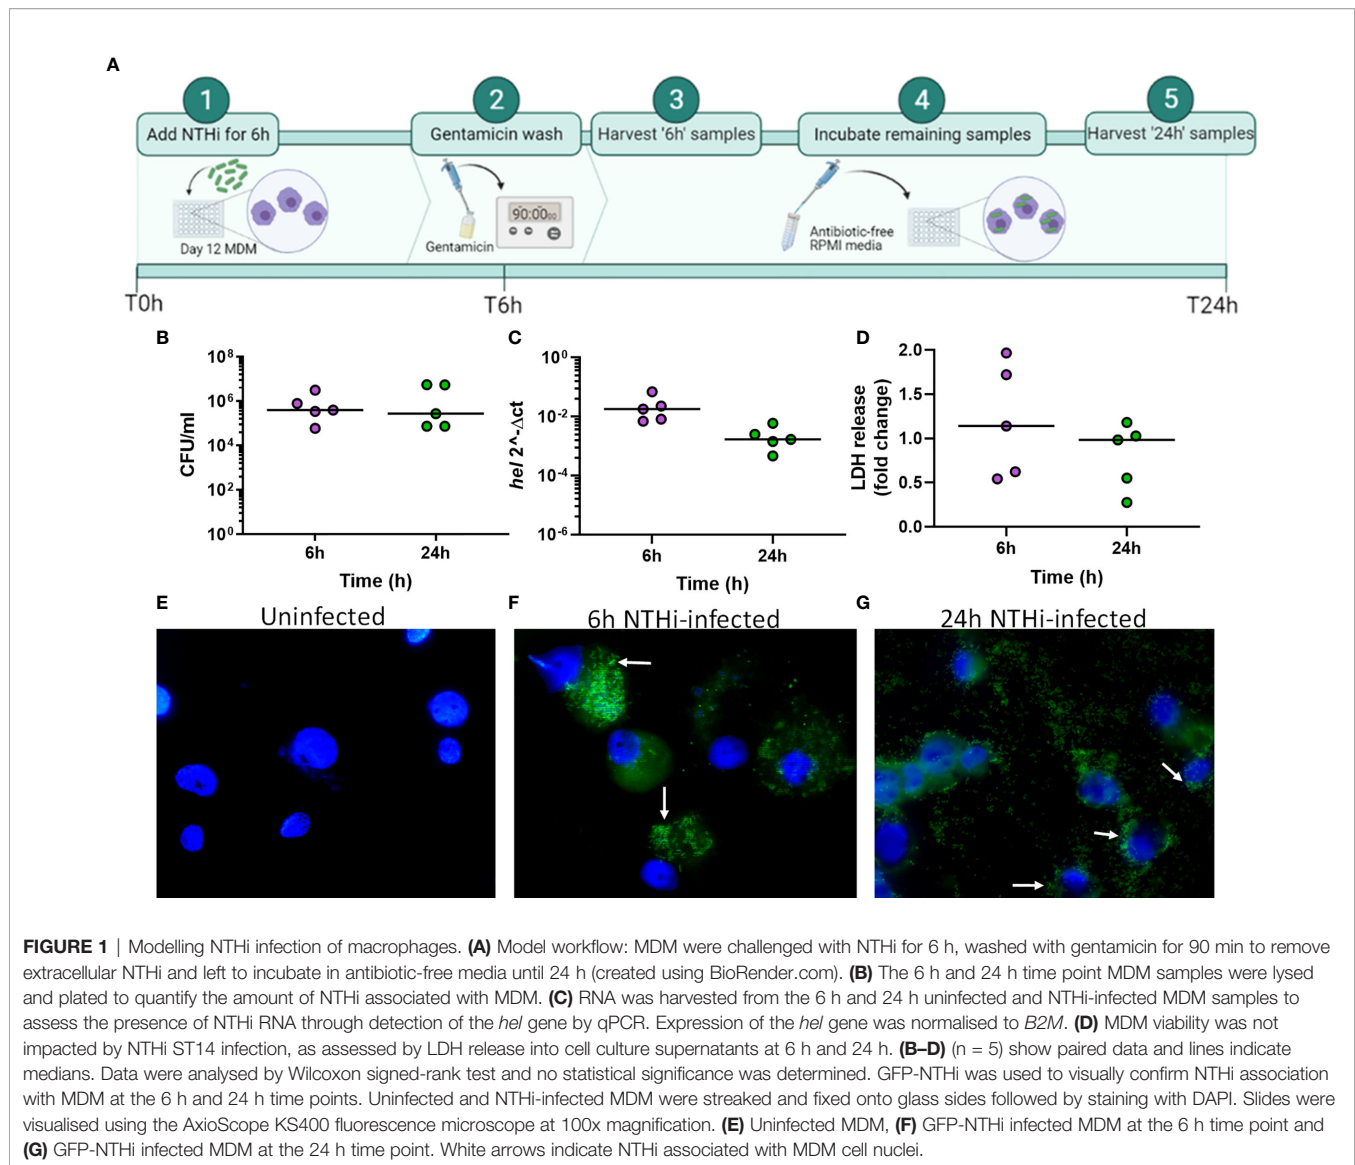 A
1
2
3
4
5
Add NTHi for 6h
Gentamicin wash
Harvest '6h' samples
Incubate remaining samples
Harvest '24h' samples
90:0000
Day 12 MDM
Gentamicin
Antibiotic-free
RPMI media
T0h
T6h
T24h
B
CFU/ml
10^8
10^6
10^4
10^2
10^0
6h
24h
Time (h)
C
hel 2^-Δct
10^0
10^-2
10^-4
10^-6
6h
24h
Time (h)
D
LDH release
(fold change)
2.0
1.5
1.0
0.5
0.0
6h
24h
Time (h)
E
Uninfected
F
6h NTHi-infected
G
24h NTHi-infected
FIGURE 1 | Modelling NTHi infection of macrophages. (A) Model workflow: MDM were challenged with NTHi for 6 h, washed with gentamicin for 90 min to remove
extracellular NTHi and left to incubate in antibiotic-free media until 24 h (created using BioRender.com). (B) The 6 h and 24 h time point MDM samples were lysed
and plated to quantify the amount of NTHi associated with MDM. (C) RNA was harvested from the 6 h and 24 h uninfected and NTHi-infected MDM samples to
assess the presence of NTHi RNA through detection of the hel gene by qPCR. Expression of the hel gene was normalised to B2M. (D) MDM viability was not
impacted by NTHi ST14 infection, as assessed by LDH release into cell culture supernatants at 6 h and 24 h. (B–D) (n = 5) show paired data and lines indicate
medians. Data were analysed by Wilcoxon signed-rank test and no statistical significance was determined. GFP-NTHi was used to visually confirm NTHi association
with MDM at the 6 h and 24 h time points. Uninfected and NTHi-infected MDM were streaked and fixed onto glass sides followed by staining with DAPI. Slides were
visualised using the AxioScope KS400 fluorescence microscope at 100x magnification. (E) Uninfected MDM, (F) GFP-NTHi infected MDM at the 6 h time point and
(G) GFP-NTHi infected MDM at the 24 h time point. White arrows indicate NTHi associated with MDM cell nuclei.